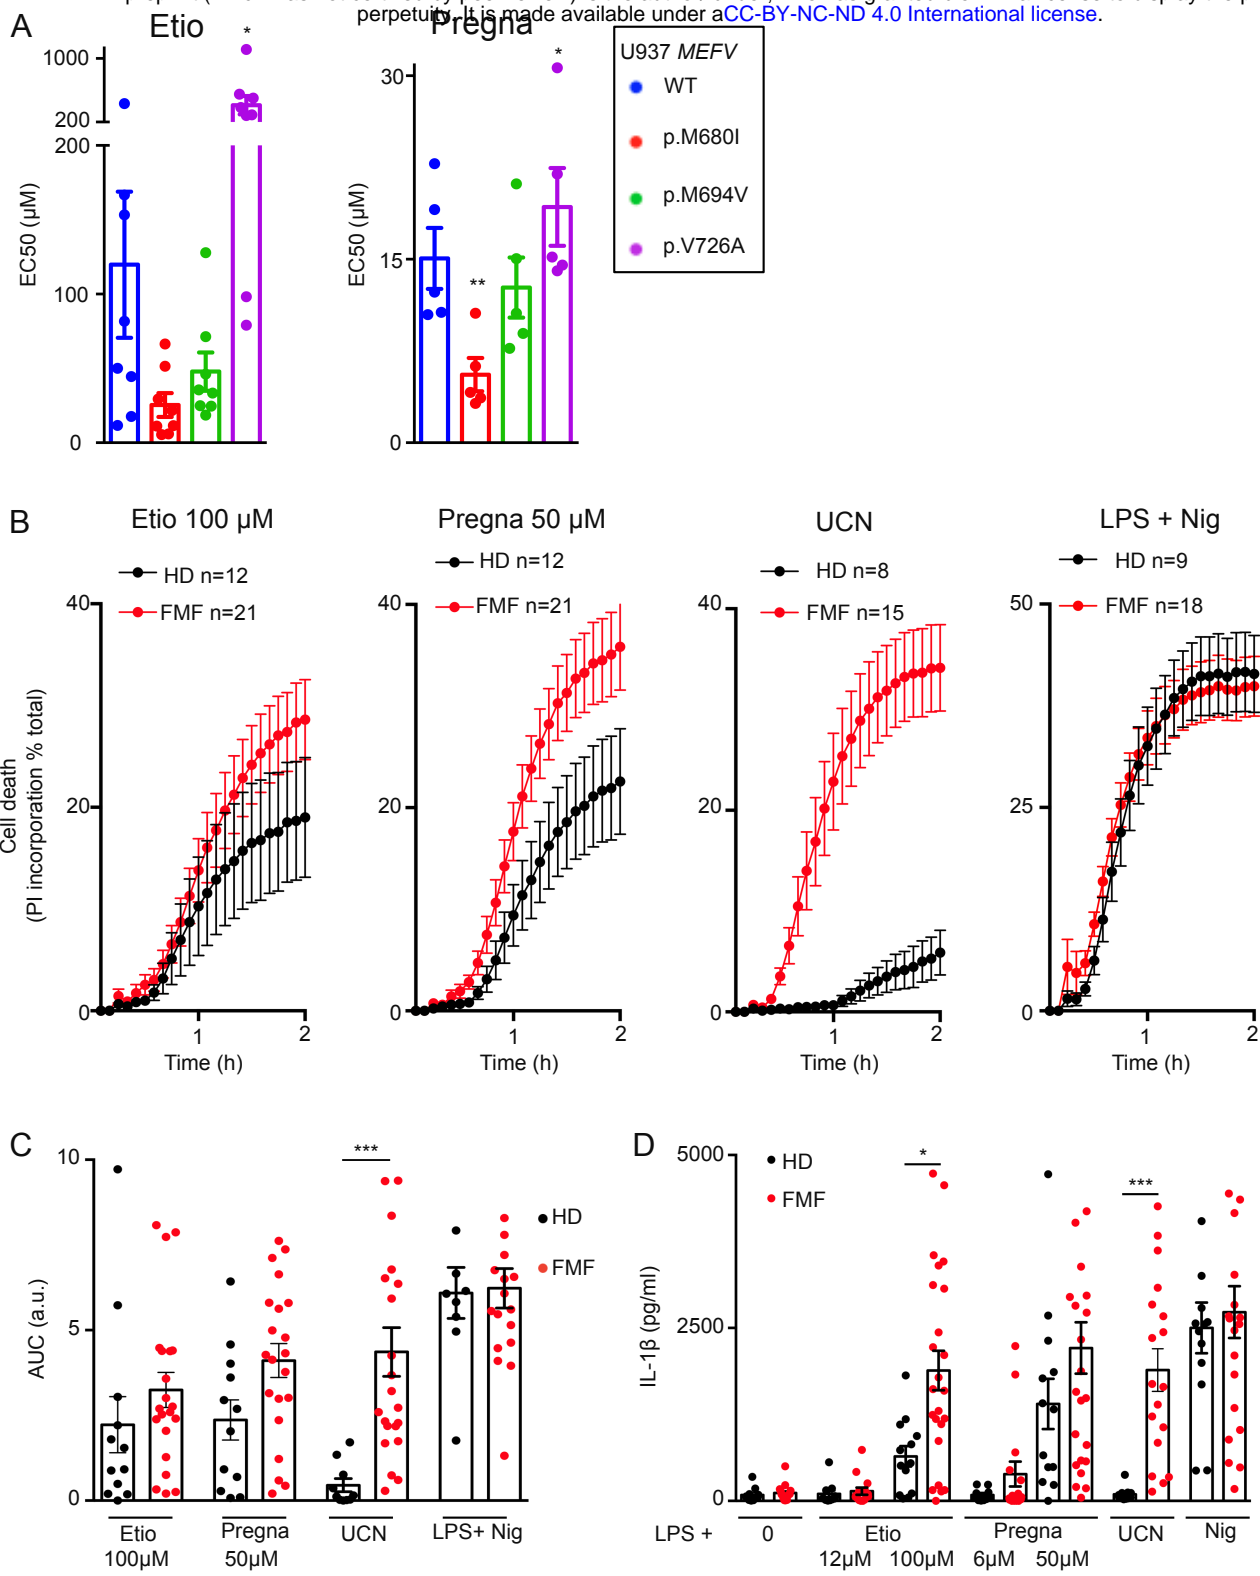 perpetuity. It is made available under aCC-BY-NC-ND 4.0 International license.
A
Etio
Pregna
EC50 (µM)
1000
200
200
100
0
*
EC50 (µM)
30
15
0
**
*
U937 MEFV
WT
p.M680I
p.M694V
p.V726A
B
Etio 100 µM
Pregna 50 µM
UCN
LPS + Nig
HD n=12
FMF n=21
HD n=12
FMF n=21
HD n=8
FMF n=15
HD n=9
FMF n=18
Cell death
(PI incorporation % total)
40
20
0
1
2
Time (h)
40
20
0
1
2
Time (h)
40
20
0
1
2
Time (h)
50
25
0
1
2
Time (h)
C
AUC (a.u.)
10
5
0
***
HD
FMF
Etio
100µM
Pregna
50µM
UCN
LPS+ Nig
D
IL-1β (pg/ml)
5000
2500
0
HD
FMF
*
***
LPS +
0
Etio
12µM
100µM
Pregna
6µM
50µM
UCN
Nig